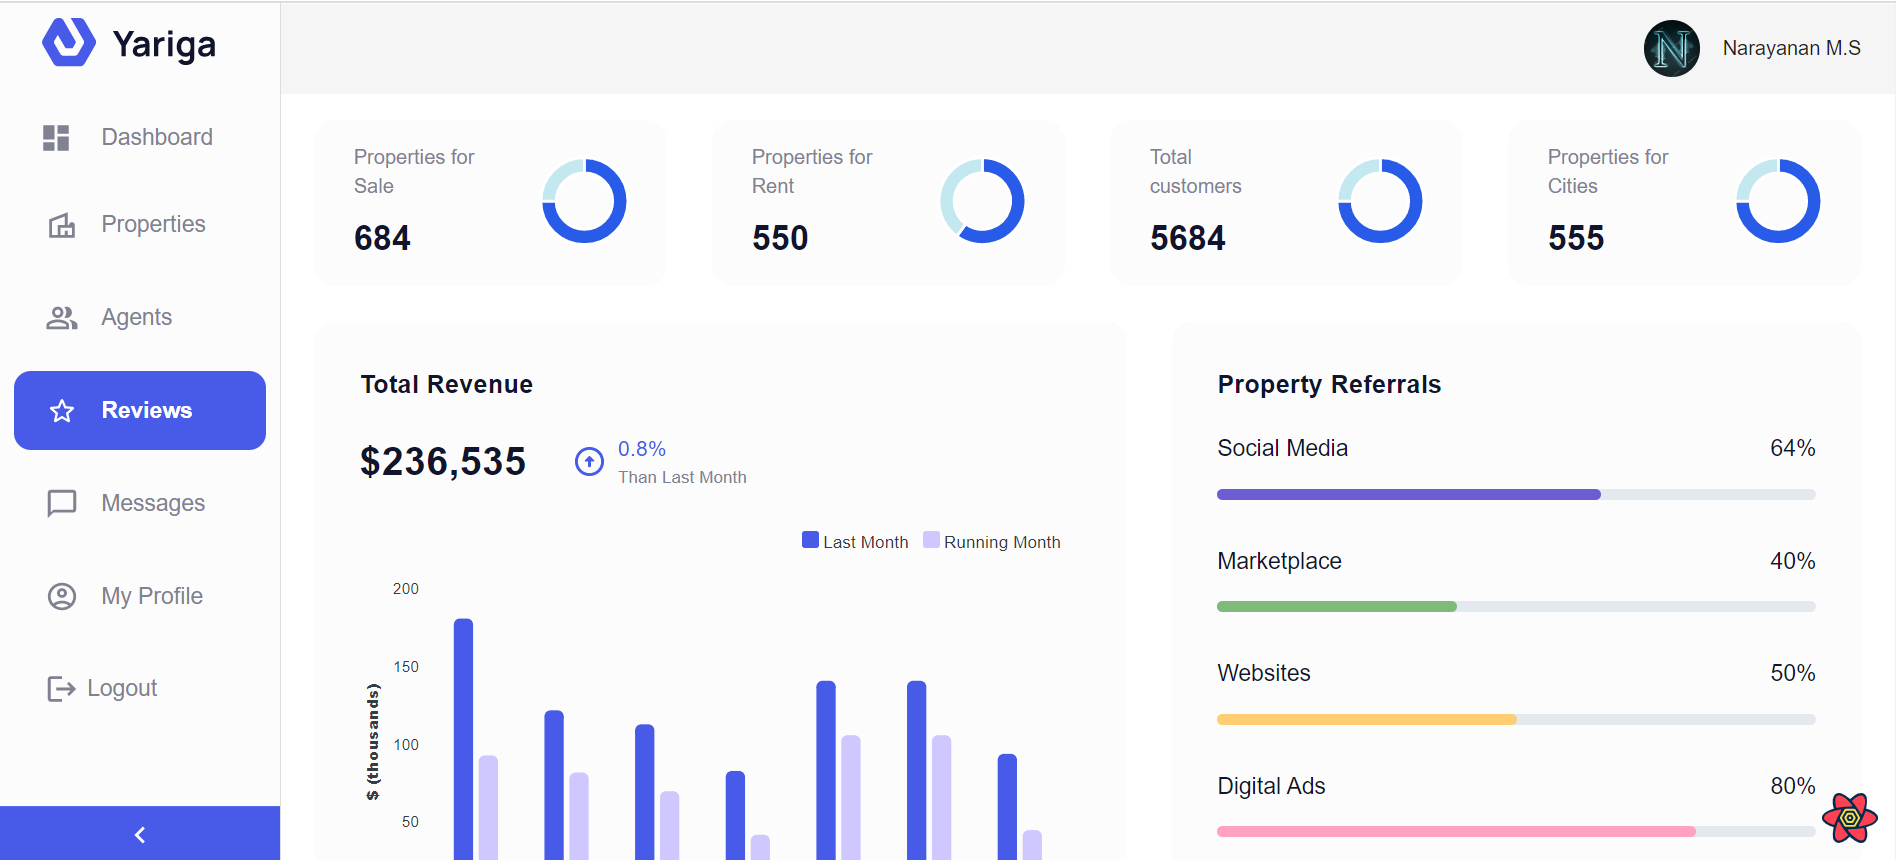 Yariga
Narayanan M.S
Dashboard
Properties
Agents
Reviews
Messages
My Profile
Logout
Properties for
Sale
684
Properties for
Rent
550
Total
customers
5684
Properties for
Cities
555
Total Revenue
$236,535
0.8%
Than Last Month
Last Month
Running Month
200
150
100
50
$ (thousands)
Property Referrals
Social Media
64%
Marketplace
40%
Websites
50%
Digital Ads
80%
N